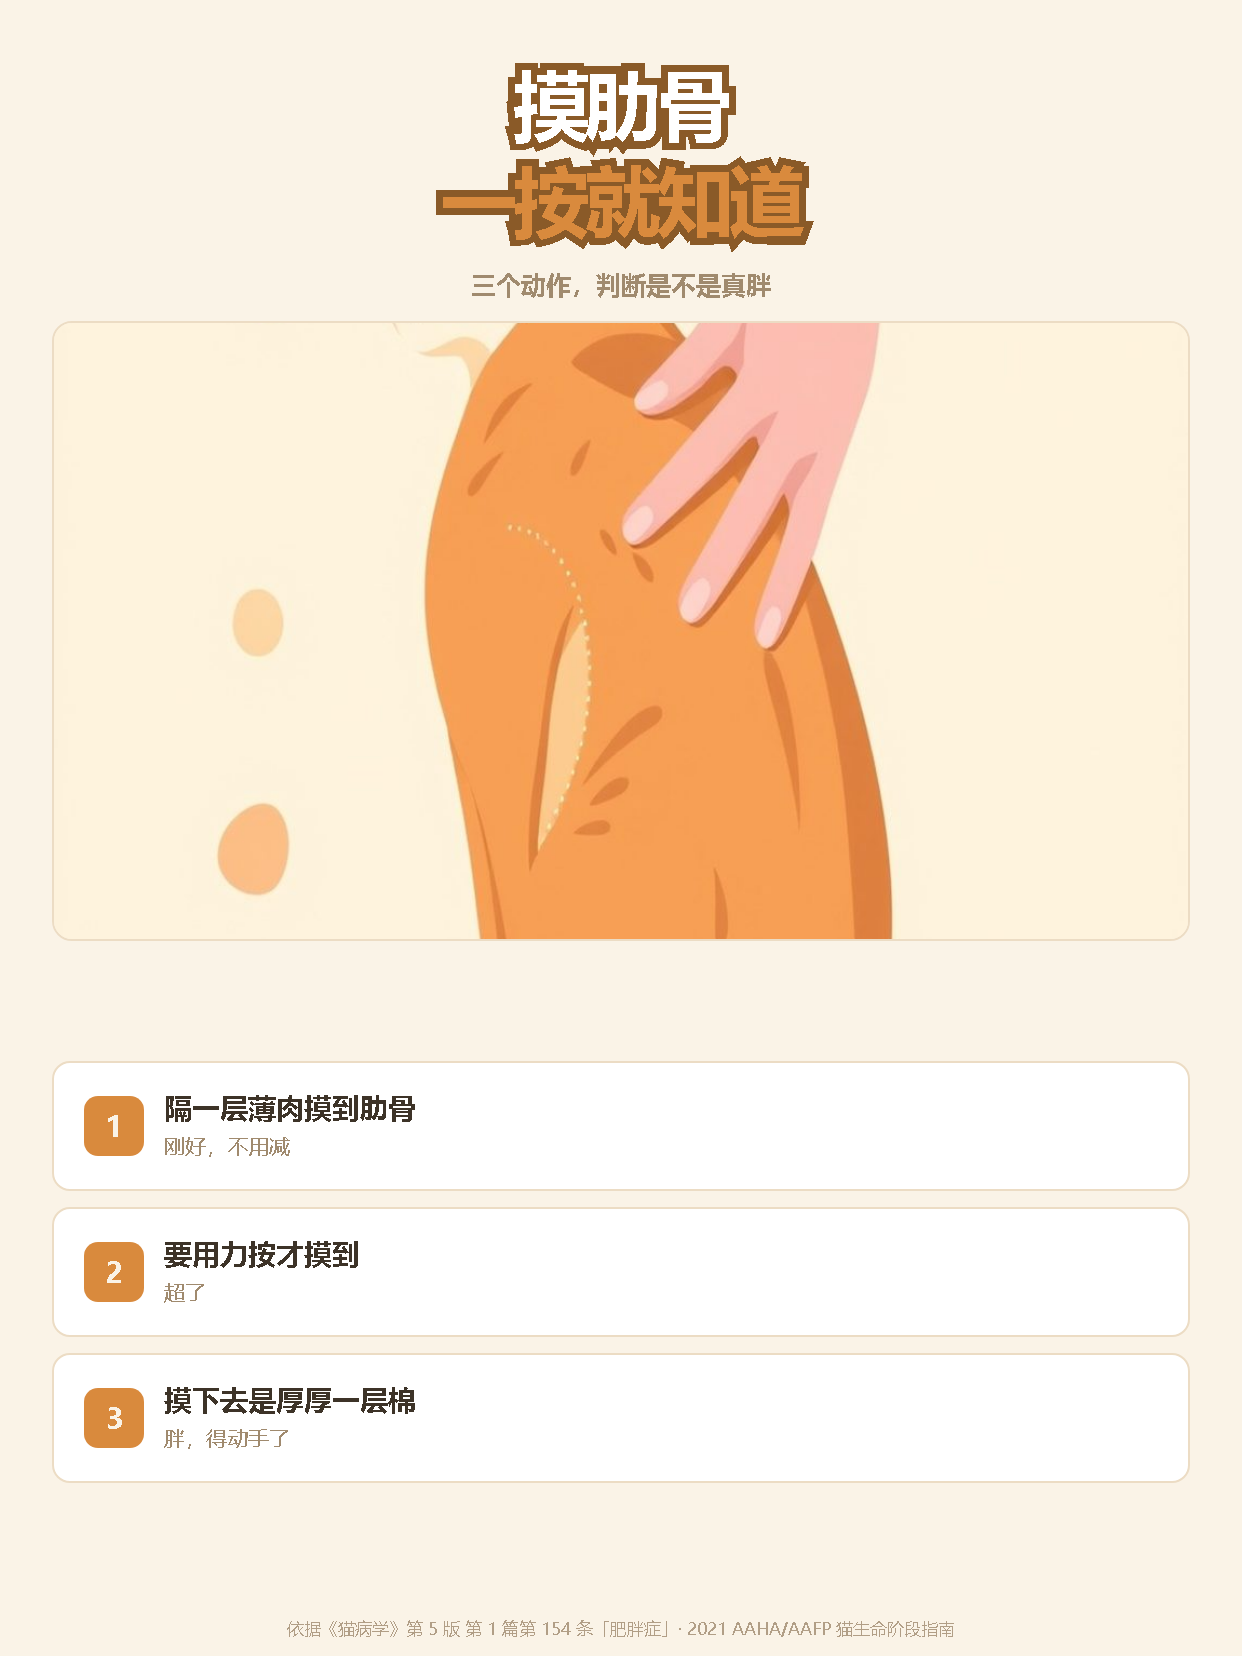 摸肋骨
一按就知道
三个动作，判断是不是真胖
1
隔一层薄肉摸到肋骨
刚好，不用减
2
要用力按才摸到
超了
3
摸下去是厚厚一层棉
胖，得动手了
依据《猫病学》第 5 版 第 1 篇第 154 条「肥胖症」· 2021 AAHA/AAFP 猫生命阶段指南